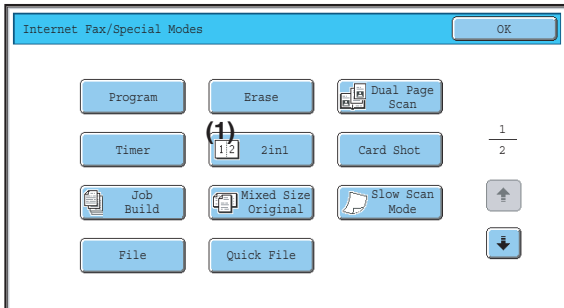 Internet Fax/Special Modes
OK
Program
Erase
Dual Page
Scan
(1)
Timer
1 2
2in1
Card Shot
1
2
Job
Build
Mixed Size
Original
Slow Scan
Mode
File
Quick File